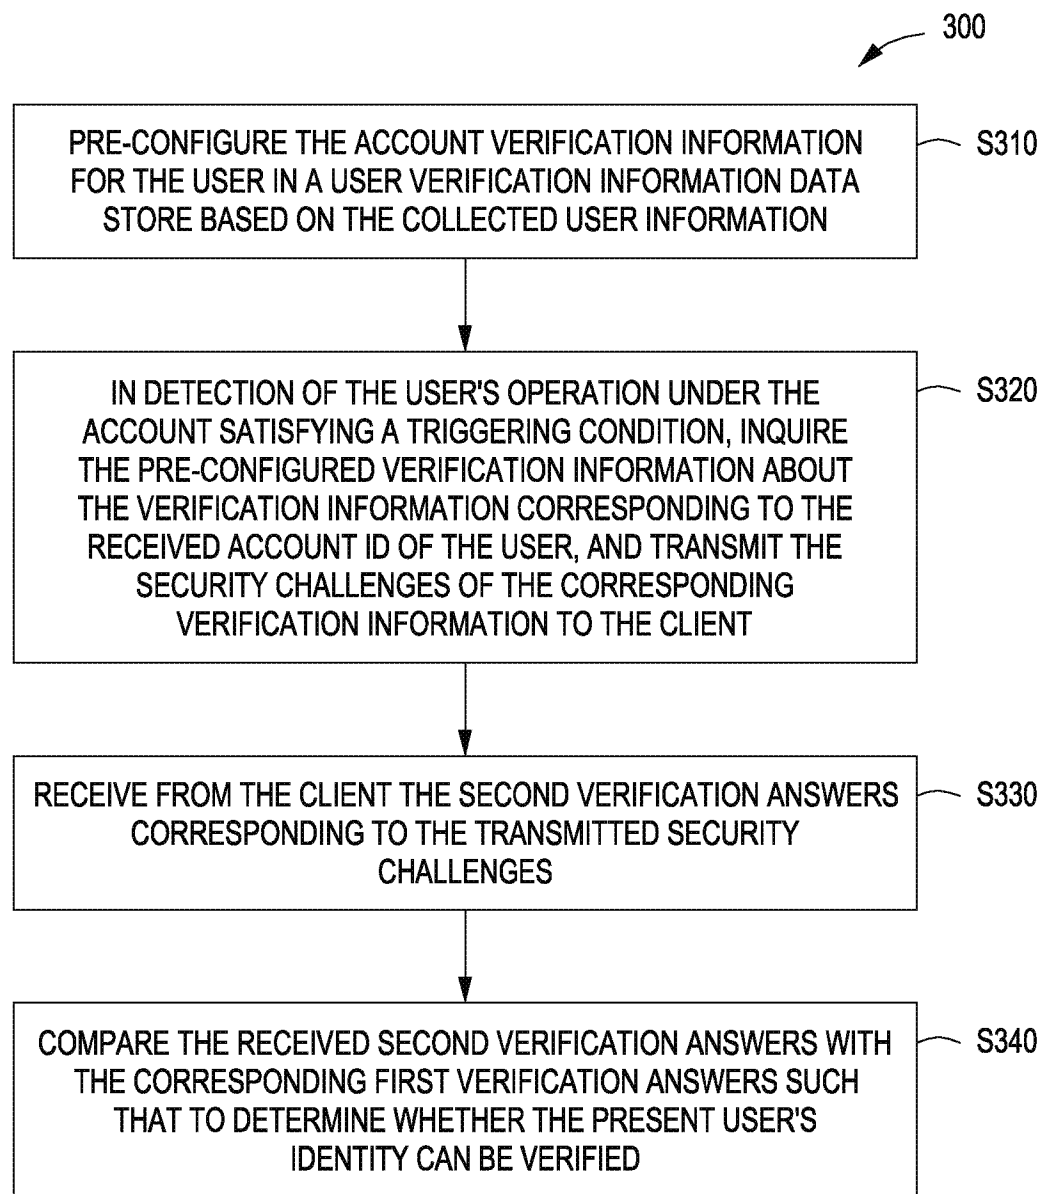 300
PRE-CONFIGURE THE ACCOUNT VERIFICATION INFORMATION
FOR THE USER IN A USER VERIFICATION INFORMATION DATA
STORE BASED ON THE COLLECTED USER INFORMATION
S310
IN DETECTION OF THE USER'S OPERATION UNDER THE
ACCOUNT SATISFYING A TRIGGERING CONDITION, INQUIRE
THE PRE-CONFIGURED VERIFICATION INFORMATION ABOUT
THE VERIFICATION INFORMATION CORRESPONDING TO THE
RECEIVED ACCOUNT ID OF THE USER, AND TRANSMIT THE
SECURITY CHALLENGES OF THE CORRESPONDING
VERIFICATION INFORMATION TO THE CLIENT
S320
RECEIVE FROM THE CLIENT THE SECOND VERIFICATION ANSWERS
CORRESPONDING TO THE TRANSMITTED SECURITY
CHALLENGES
S330
COMPARE THE RECEIVED SECOND VERIFICATION ANSWERS WITH
THE CORRESPONDING FIRST VERIFICATION ANSWERS SUCH
THAT TO DETERMINE WHETHER THE PRESENT USER'S
IDENTITY CAN BE VERIFIED
S340